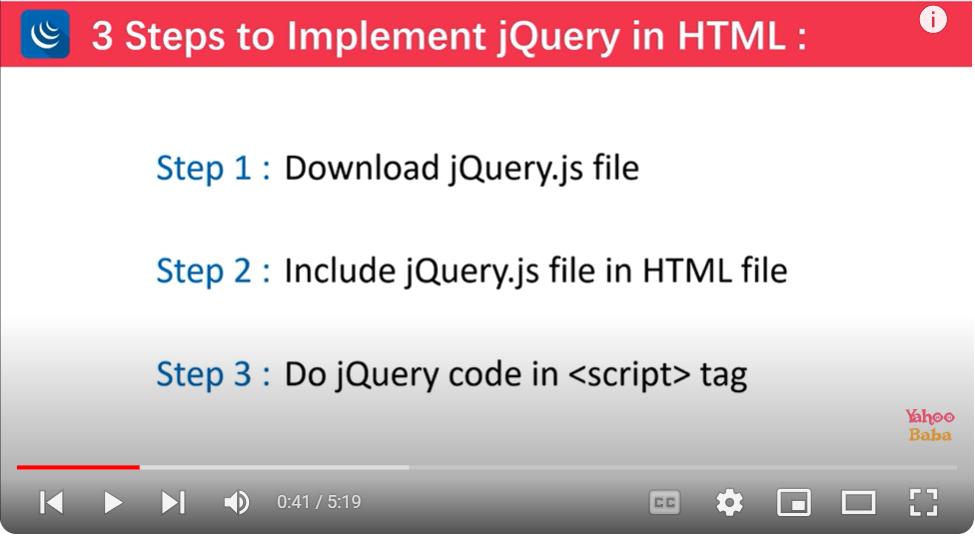 3 Steps to Implement jQuery in HTML :
Step 1 : Download jQuery.js file
Step 2 : Include jQuery.js file in HTML file
Step 3 : Do jQuery code in <script> tag
Yahoo
Baba
0:41 / 5:19
CC